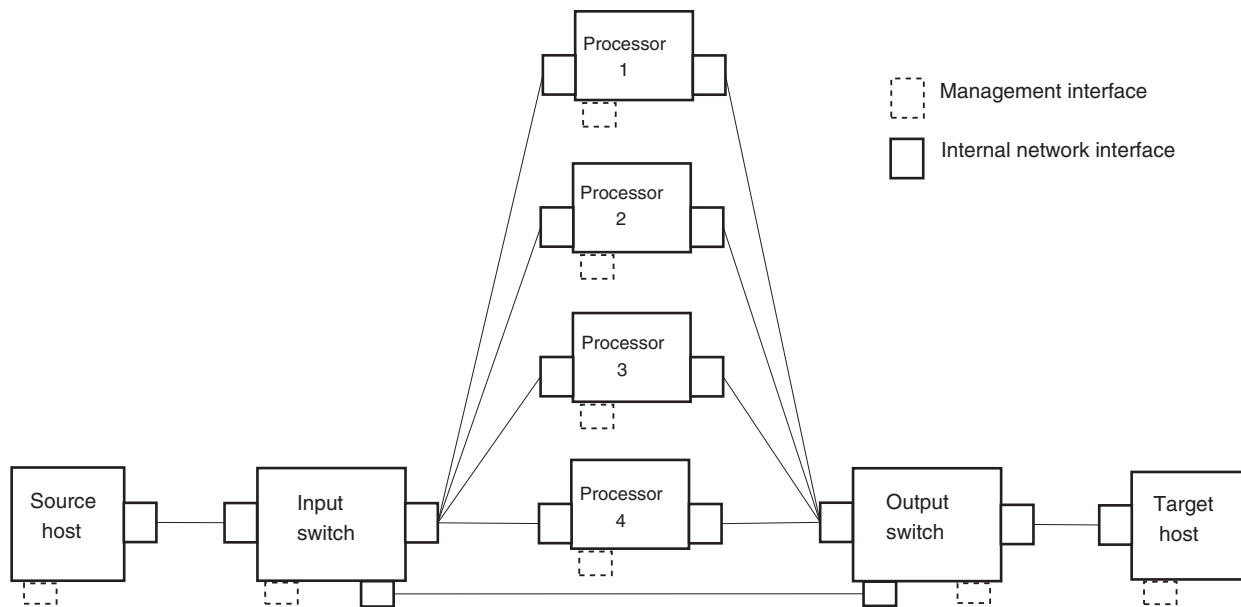 Processor
1
Management interface
Internal network interface
Processor
2
Processor
3
Source
host
Input
switch
Processor
4
Output
switch
Target
host